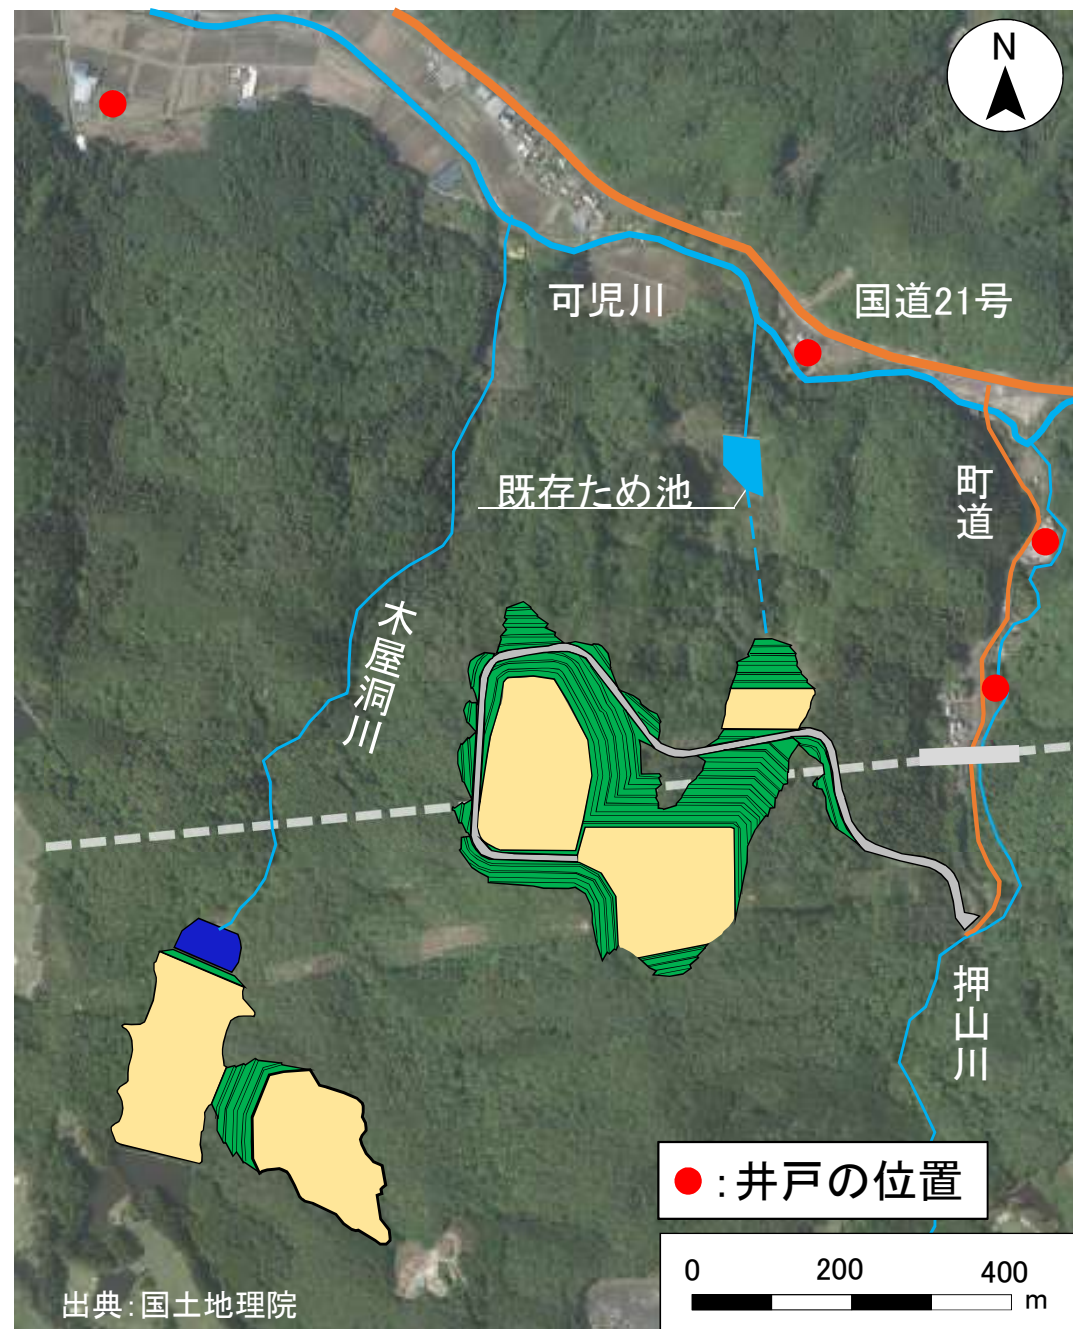 N
可児川
国道21号
既存ため池
町道
木屋洞川
押山川
：井戸の位置
0 200 400
m
出典：国土地理院